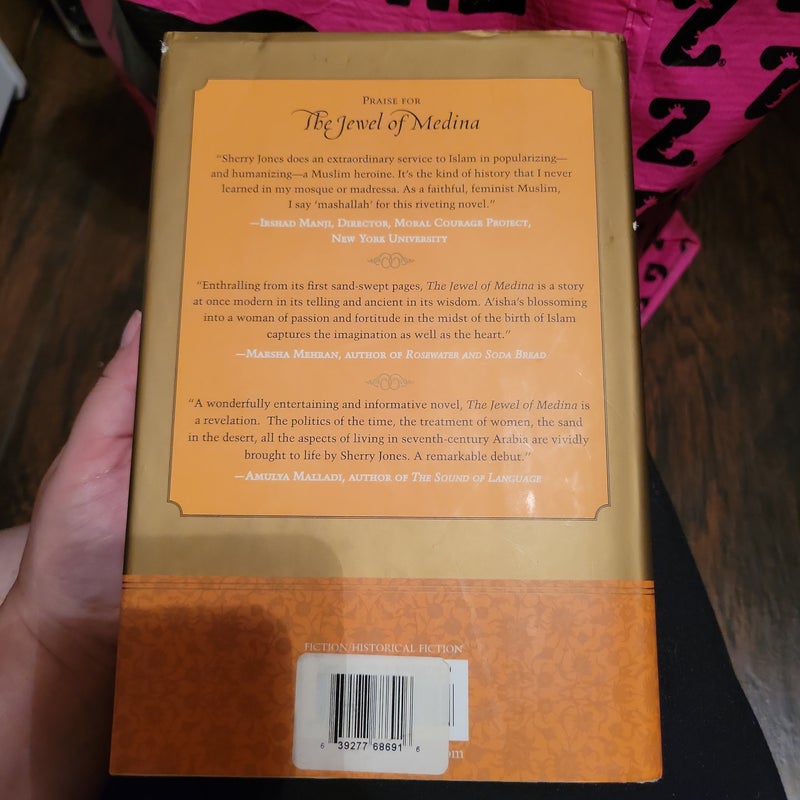 PRAISE FOR
The Jewel of Medina
“Sherry Jones does an extraordinary service to Islam in popularizing—
and humanizing—a Muslim heroine. It’s the kind of history that I never
learned in my mosque or madressa. As a faithful, feminist Muslim,
I say ‘mashallah’ for this riveting novel.”
—IRSHAD MANJI, DIRECTOR, MORAL COURAGE PROJECT,
NEW YORK UNIVERSITY
“Enthralling from its first sand-swept pages, The Jewel of Medina is a story
at once modern in its telling and ancient in its wisdom. A’isha’s blossoming
into a woman of passion and fortitude in the midst of the birth of Islam
captures the imagination as well as the heart.”
—MARSHA MEHRAN, AUTHOR OF ROSEWATER AND SODA BREAD
“A wonderfully entertaining and informative novel, The Jewel of Medina is
a revelation. The politics of the time, the treatment of women, the sand
in the desert, all the aspects of living in seventh-century Arabia are vividly
brought to life by Sherry Jones. A remarkable debut.”
—AMULYA MALLADI, AUTHOR OF THE SOUND OF LANGUAGE
FICTION/HISTORICAL FICTION
6 39277 68691 6
om